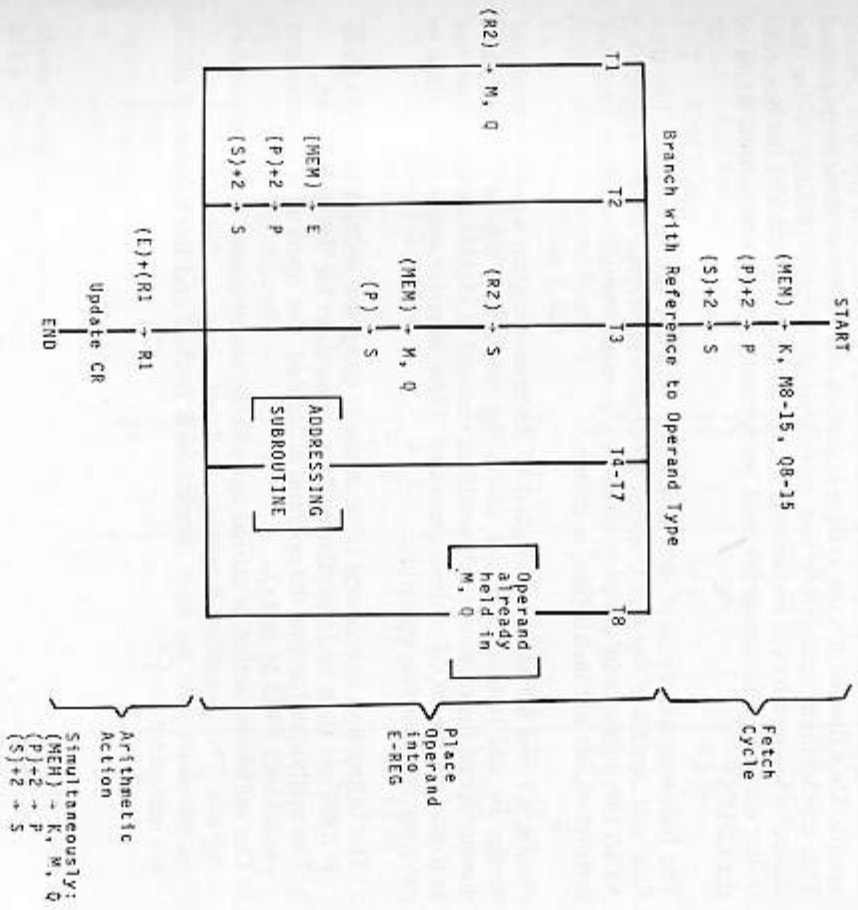 START
(MEM) → K, M8-15, Q8-15
(P)+2 → P
(S)+2 → S
Fetch
Cycle
Branch with Reference to Operand Type
T1
T2
T3
T4-T7
T8
(R2) → M, Q
(MEM) → E
(P)+2 → P
(S)+2 → S
(R2) → S
(MEM) → M, Q
(P) → S
ADDRESSING
SUBROUTINE
Operand
already
held in
M, Q
Place
Operand
into
E-REG
(E)+(R1 → R1
Update CR
END
Arithmetic
Action
Simultaneously:
(MEM) → K, M, Q
(P)+2 → P
(S)+2 → S